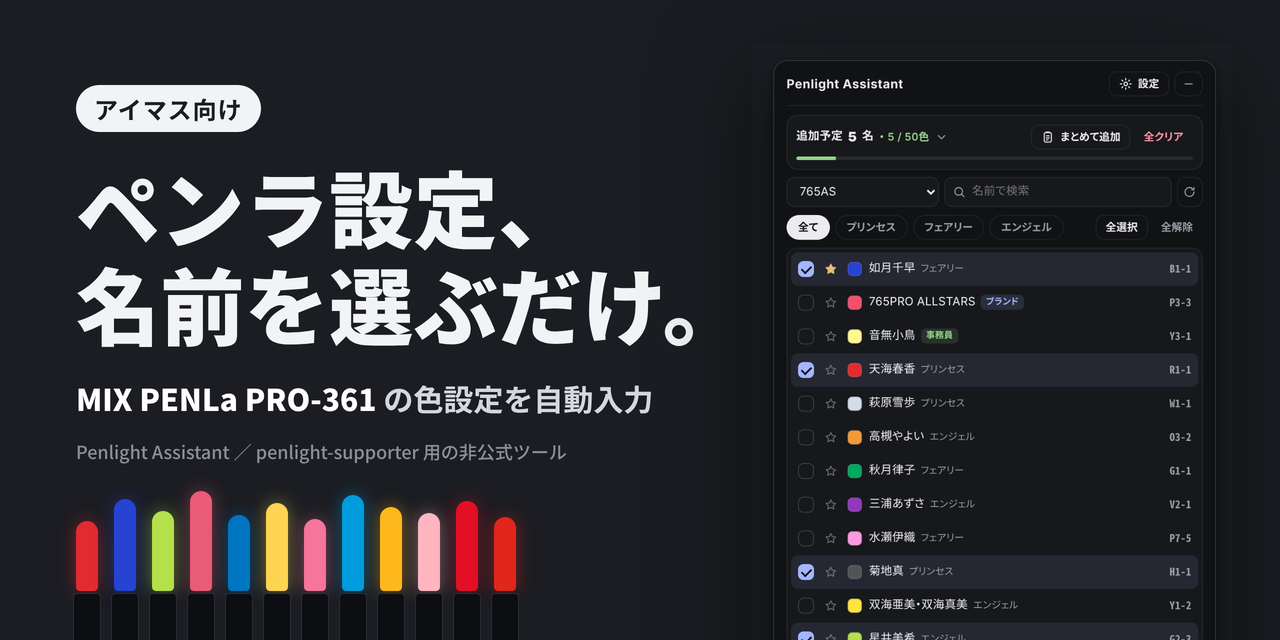 アイマス向け
ペンラ設定、
名前を選ぶだけ。
MIX PENLa PRO-361 の色設定を自動入力
Penlight Assistant ／ penlight-supporter 用の非公式ツール
Penlight Assistant
設定
追加予定 5 名 ・5 / 50色
まとめて追加
全クリア
765AS
名前で検索
全て プリンセス フェアリー エンジェル 全選択 全解除
如月千早 フェアリー B1-1
765PRO ALLSTARS ブランド P3-3
音無小鳥 事務員 Y3-1
天海春香 プリンセス R1-1
萩原雪歩 プリンセス W1-1
高槻やよい エンジェル O3-2
秋月律子 フェアリー G1-1
三浦あずさ エンジェル V2-1
水瀬伊織 フェアリー P7-5
菊地真 プリンセス H1-1
双海亜美・双海真美 エンジェル Y1-2
星井美希 エンジェル G2-3